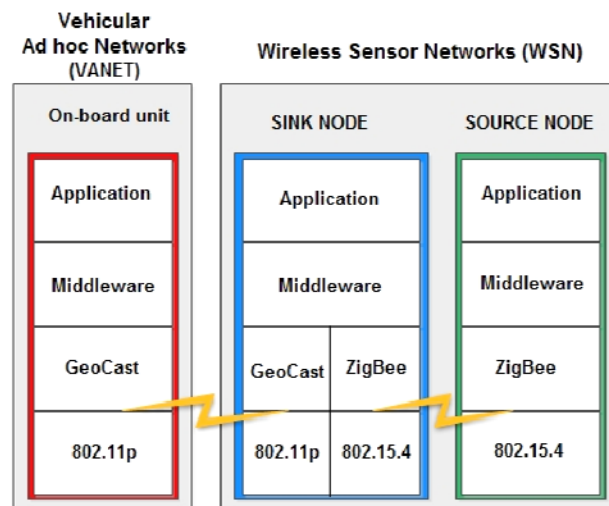 Vehicular
Ad hoc Networks
(VANET)
Wireless Sensor Networks (WSN)
On-board unit
SINK NODE
SOURCE NODE
Application
Application
Application
Middleware
Middleware
Middleware
GeoCast
GeoCast
ZigBee
ZigBee
802.11p
802.11p
802.15.4
802.15.4